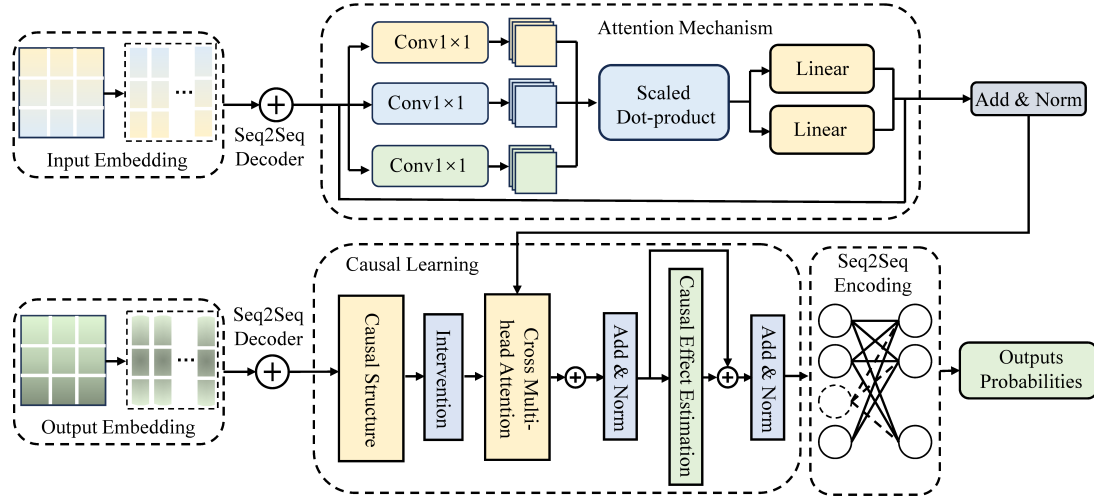 Attention Mechanism
Conv1×1
Conv1×1
Conv1×1
Scaled
Dot-product
Linear
Linear
Add & Norm
Input Embedding
Seq2Seq
Decoder
Causal Learning
Seq2Seq
Encoding
Output Embedding
Seq2Seq
Decoder
Causal Structure
Intervention
Cross Multi-
head Attention
Add & Norm
Causal Effect Estimation
Add & Norm
Outputs
Probabilities